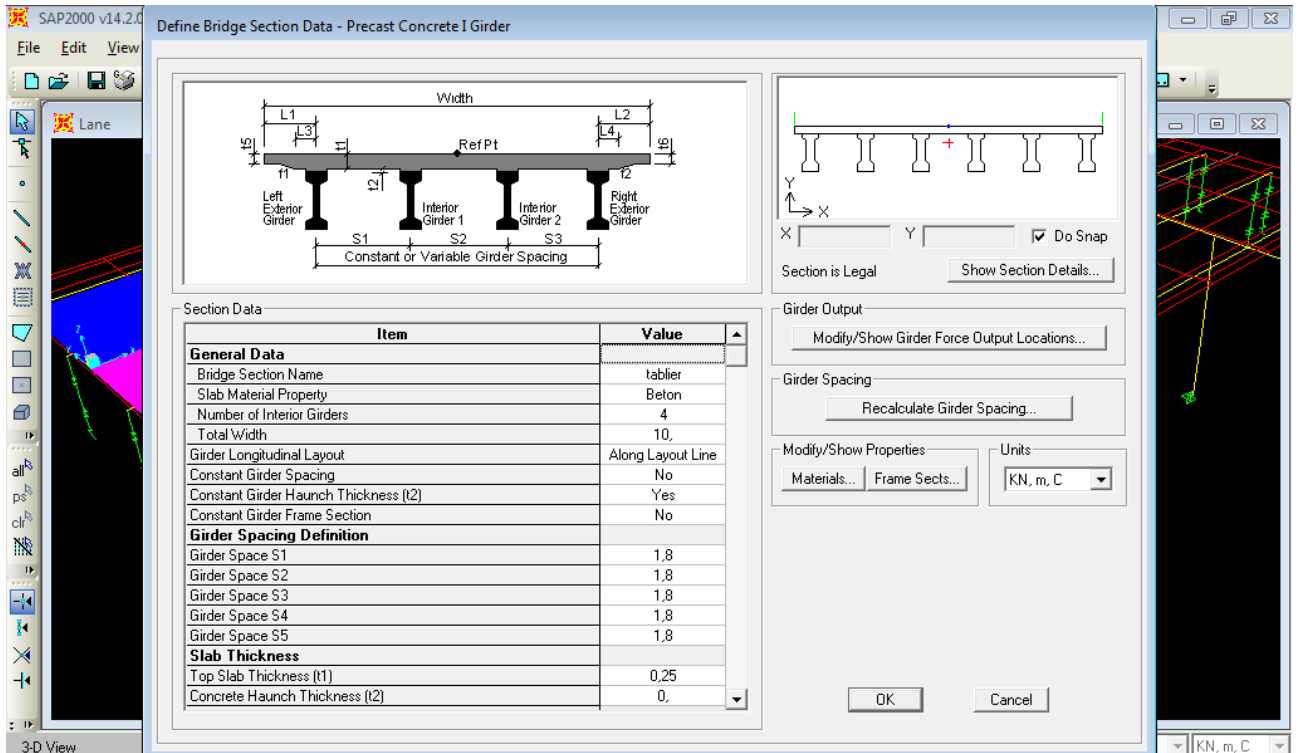 SAP2000 v14.2.0
Define Bridge Section Data - Precast Concrete I Girder
File Edit View
Lane
Width
L1
L2
L3
L4
t5
t1
Ref Pt
t6
f1
t2
f2
Left
Exterior
Girder
Interior
Girder 1
Interior
Girder 2
Right
Exterior
Girder
S1 S2 S3
Constant or Variable Girder Spacing
Y
X
X Y Do Snap
Section is Legal Show Section Details...
Section Data
Item Value
General Data
Bridge Section Name tablier
Slab Material Property Beton
Number of Interior Girders 4
Total Width 10,
Girder Longitudinal Layout Along Layout Line
Constant Girder Spacing No
Constant Girder Haunch Thickness (t2) Yes
Constant Girder Frame Section No
Girder Spacing Definition
Girder Space S1 1,8
Girder Space S2 1,8
Girder Space S3 1,8
Girder Space S4 1,8
Girder Space S5 1,8
Slab Thickness
Top Slab Thickness (t1) 0,25
Concrete Haunch Thickness (t2) 0,
Girder Output
Modify/Show Girder Force Output Locations...
Girder Spacing
Recalculate Girder Spacing...
Modify/Show Properties
Materials... Frame Sects...
Units
KN, m, C
OK Cancel
all
ps
clr
Z
3-D View
KN, m, C